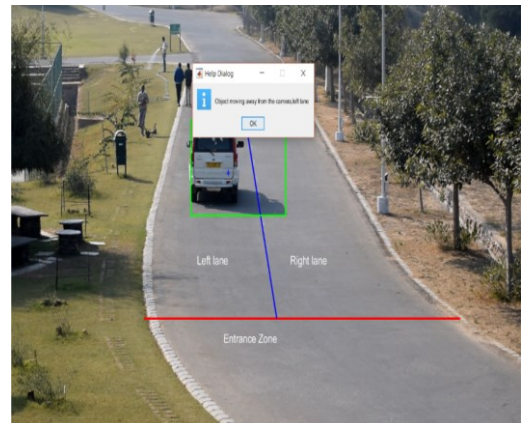 Help Dialog
Object moving away from the camera,left lane
OK
Left lane
Right lane
Entrance Zone